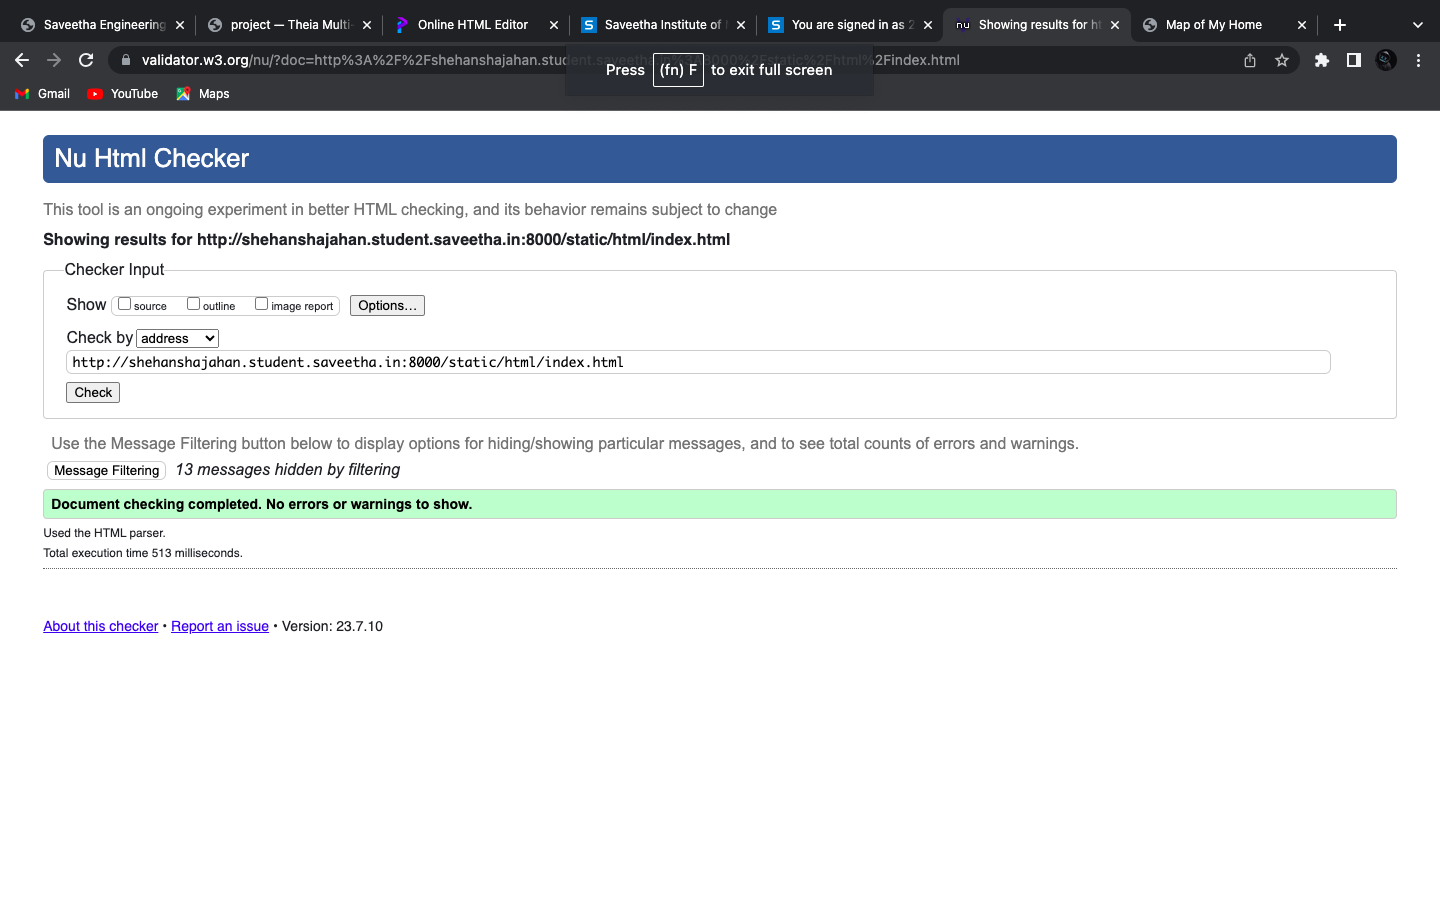 Saveetha Engineering
project — Theia Multi-
Online HTML Editor
Saveetha Institute of
You are signed in as 2
Showing results for ht
Map of My Home
validator.w3.org/nu/?doc=http%3A%2F%2Fshehanshajahan.student.saveetha.in%3A8000%2Fstatic%2Fhtml%2Findex.html
Press (fn) F to exit full screen
Gmail
YouTube
Maps
Nu Html Checker
This tool is an ongoing experiment in better HTML checking, and its behavior remains subject to change
Showing results for http://shehanshajahan.student.saveetha.in:8000/static/html/index.html
Checker Input
Show source outline image report Options...
Check by address
http://shehanshajahan.student.saveetha.in:8000/static/html/index.html
Check
Use the Message Filtering button below to display options for hiding/showing particular messages, and to see total counts of errors and warnings.
Message Filtering 13 messages hidden by filtering
Document checking completed. No errors or warnings to show.
Used the HTML parser.
Total execution time 513 milliseconds.
About this checker • Report an issue • Version: 23.7.10